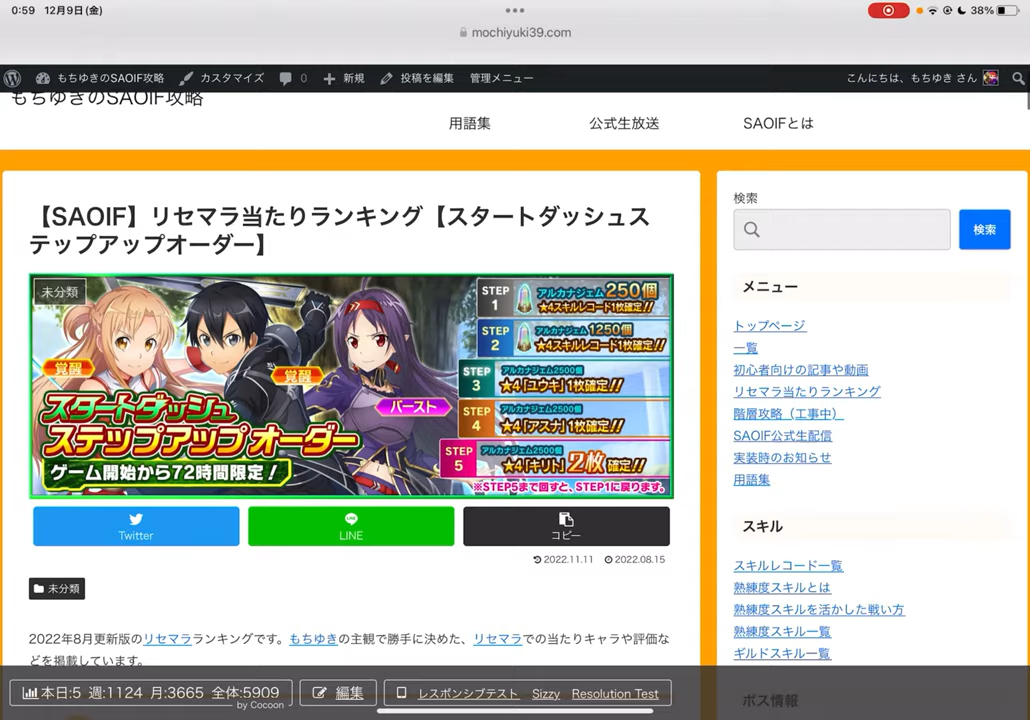 0:59 12月9日(金)
38%
mochiyuki39.com
もちゆきのSAOIF攻略 カスタマイズ 0 新規 投稿を編集 管理メニュー こんにちは、もちゆき さん
もちゆきのSAOIF攻略
用語集 公式生放送 SAOIFとは
【SAOIF】リセマラ当たりランキング【スタートダッシュス
テップアップオーダー】
未分類
覚醒
覚醒
バースト
スタートダッシュ
ステップアップオーダー
ゲーム開始から72時間限定!
STEP 1 アルカナジェム250個
★4スキルレコード1枚確定!!
STEP 2 アルカナジェム1250個
★4スキルレコード1枚確定!!
STEP 3 アルカナジェム2500個
★4「ユウキ」1枚確定!!
STEP 4 アルカナジェム2500個
★4「アスナ」1枚確定!!
STEP 5 アルカナジェム2500個
★4「キリト」2枚確定!!
※STEP5まで回すと、STEP1に戻ります。
Twitter LINE コピー
2022.11.11 2022.08.15
未分類
2022年8月更新版のリセマラランキングです。もちゆきの主観で勝手に決めた、リセマラでの当たりキャラや評価な
どを掲載しています。
検索
検索
メニュー
トップページ
一覧
初心者向けの記事や動画
リセマラ当たりランキング
階層攻略（工事中）
SAOIF公式生配信
実装時のお知らせ
用語集
スキル
スキルレコード一覧
熟練度スキルとは
熟練度スキルを活かした戦い方
熟練度スキル一覧
ギルドスキル一覧
ボス情報
本日:5 週:1124 月:3665 全体:5909
by Cocoon
編集
レスポンシブテスト Sizzy Resolution Test